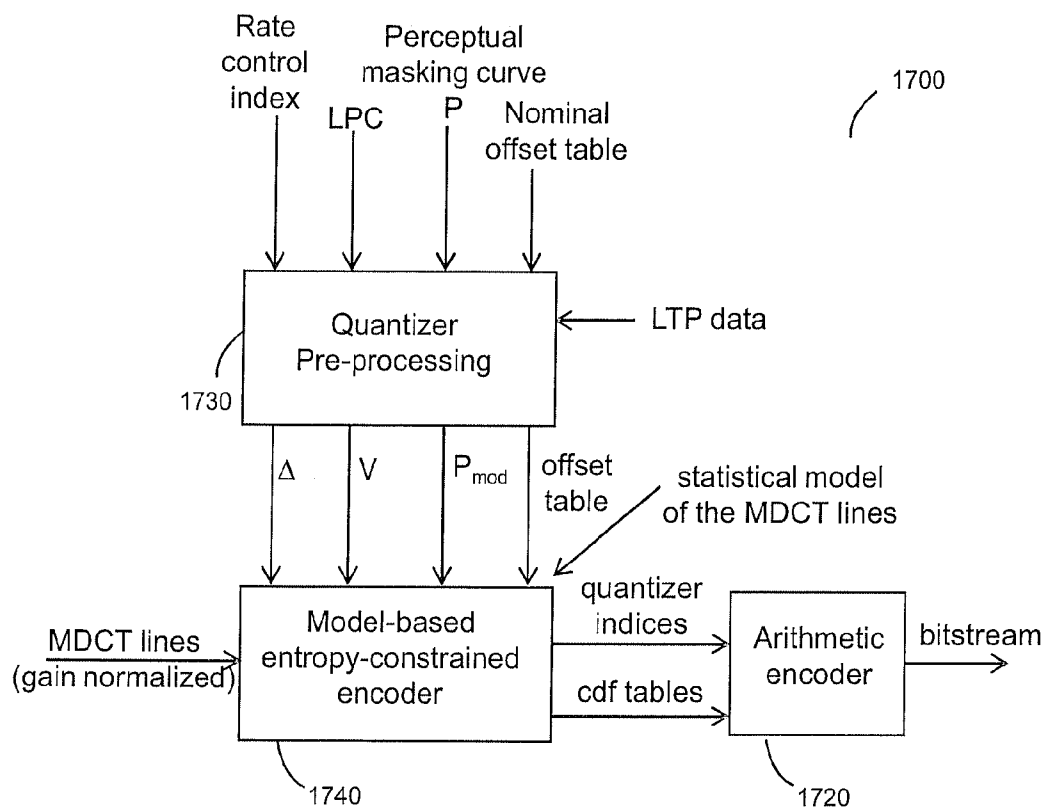 Rate
control
index
LPC
Perceptual
masking curve
P
Nominal
offset table
1700
Quantizer
Pre-processing
LTP data
1730
Δ
V
Pmod
offset
table
statistical model
of the MDCT lines
MDCT lines
(gain normalized)
Model-based
entropy-constrained
encoder
quantizer
indices
cdf tables
Arithmetic
encoder
bitstream
1740
1720